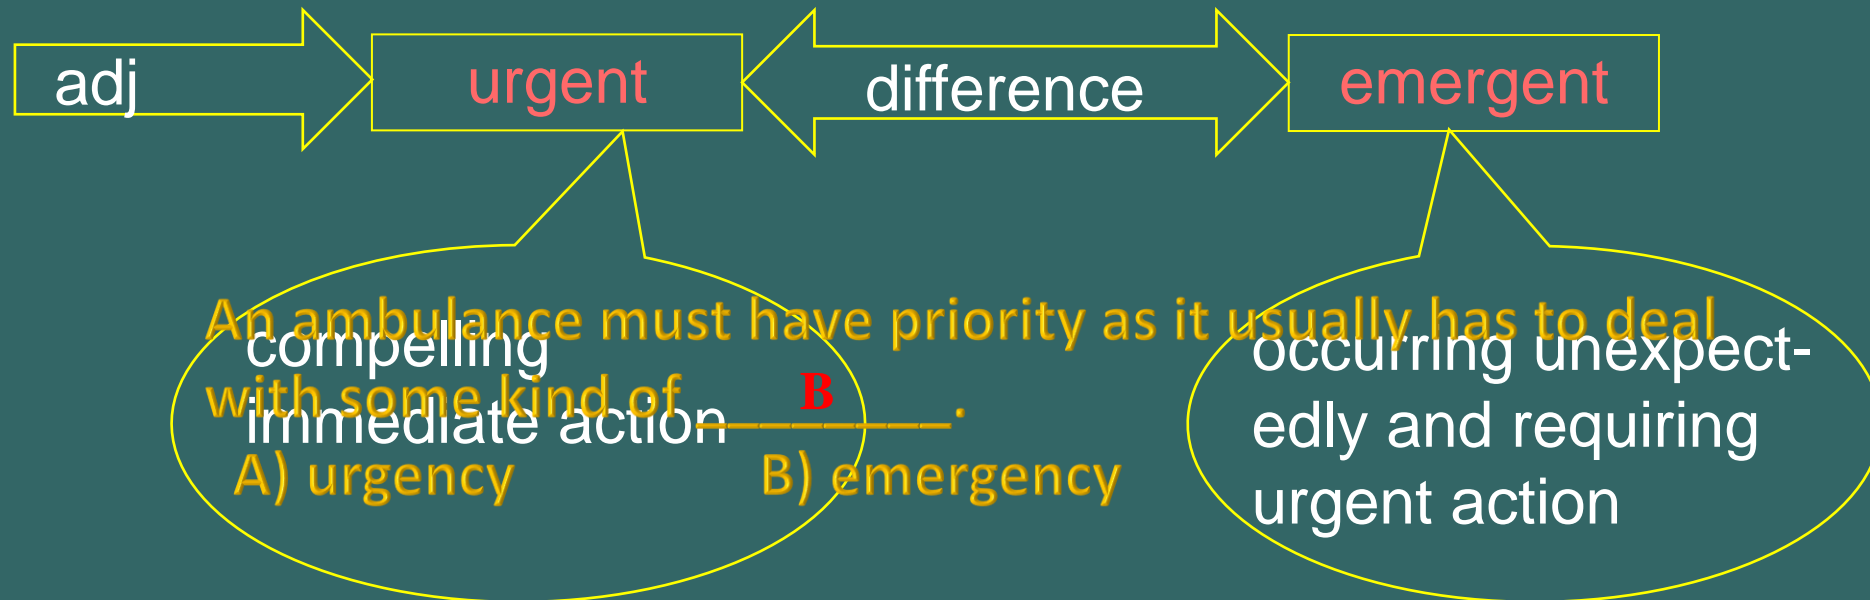 adj
urgent
difference
emergent
compelling
immediate action
occurring unexpect-
edly and requiring
urgent action
An ambulance must have priority as it usually has to deal
with some kind of ________.
B
A) urgency B) emergency